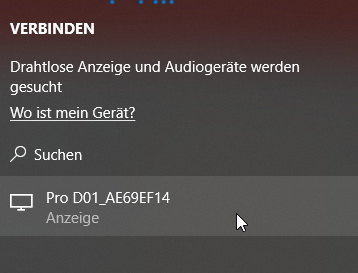 VERBINDEN
Drahtlose Anzeige und Audiogeräte werden
gesucht
Wo ist mein Gerät?
Suchen
Pro D01_AE69EF14
Anzeige